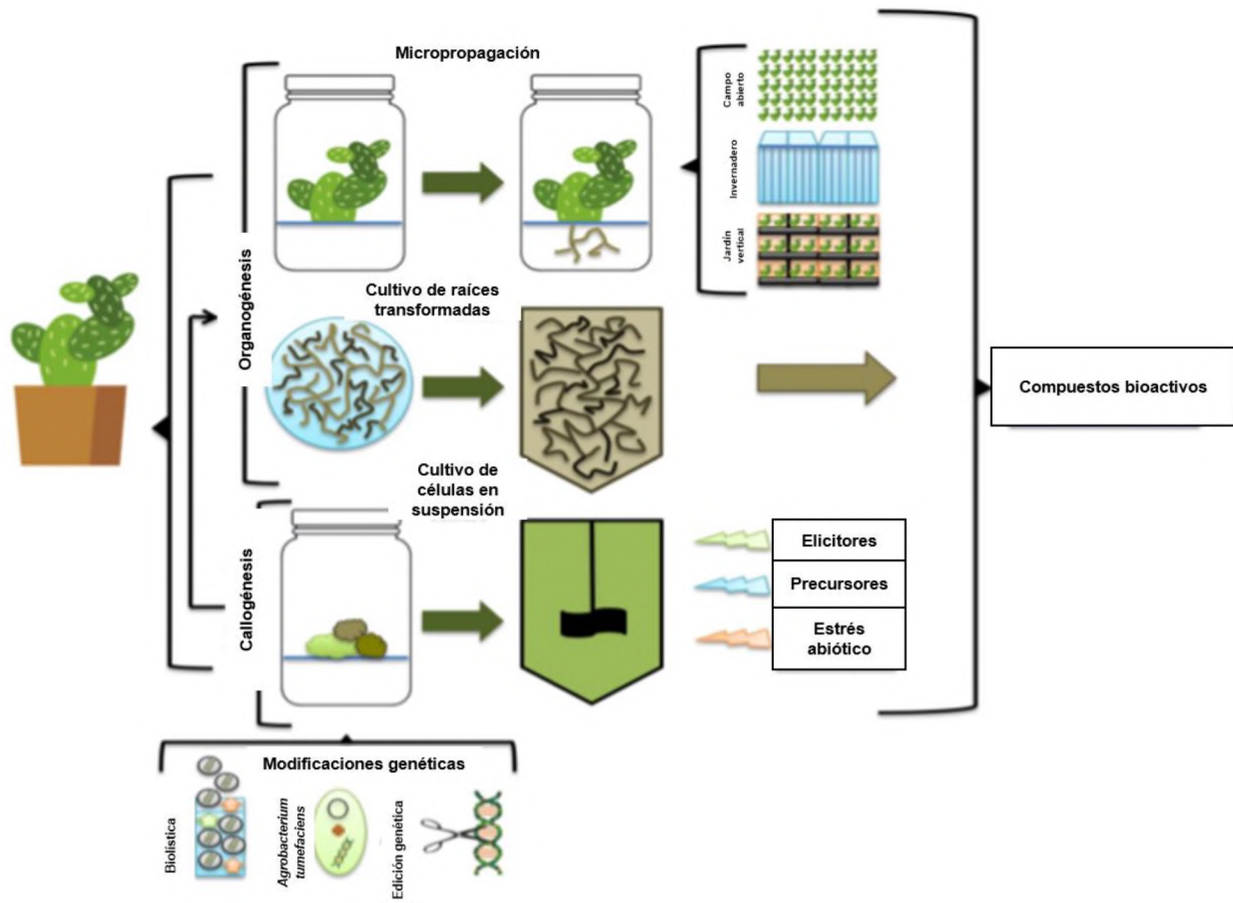 Micropropagación
Campo
abierto
Invernadero
Jardín
vertical
Organogénesis
Cultivo de raíces
transformadas
Compuestos bioactivos
Cultivo de
células en
suspensión
Callogénesis
Elicitores
Precursores
Estrés
abiótico
Modificaciones genéticas
Biolística
Agrobacterium
tumefaciens
Edición genética